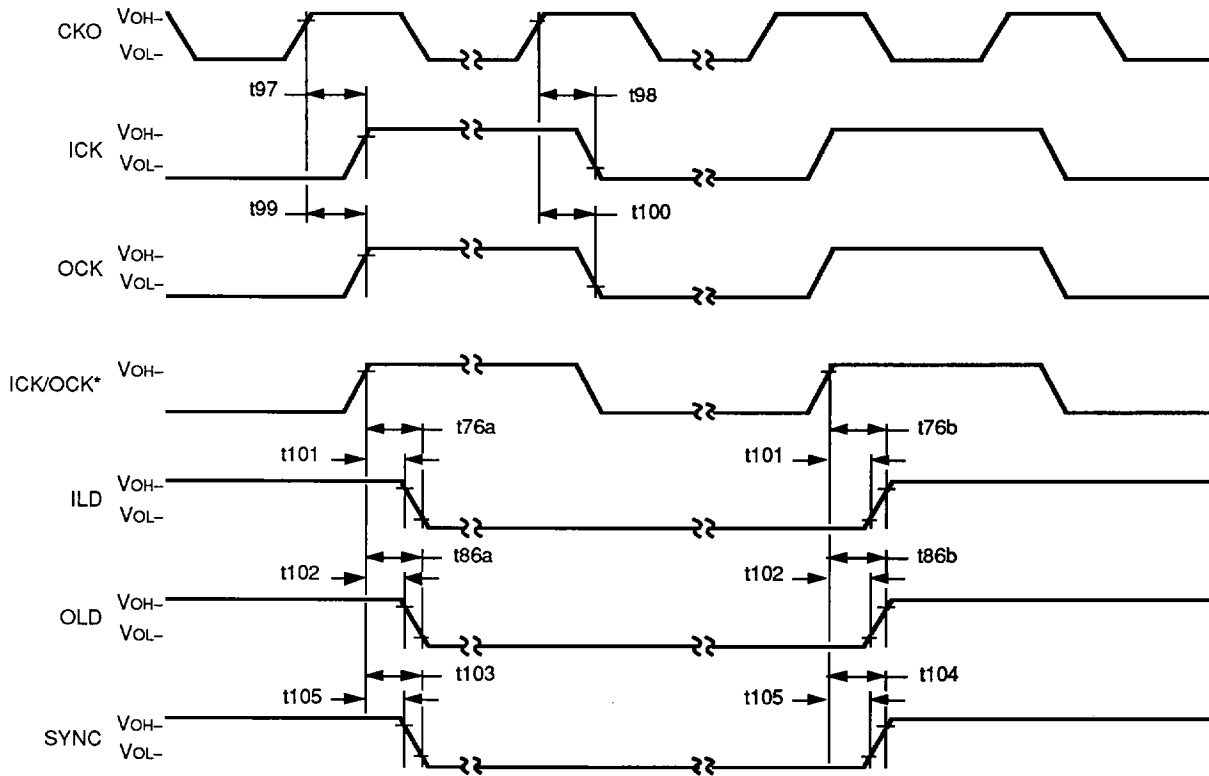 CKO VOH–
VOL–
t97 t98
ICK VOH–
VOL–
t99 t100
OCK VOH–
VOL–
ICK/OCK* VOH–
t76a t76b
t101 t101
ILD VOH–
VOL–
t86a t86b
t102 t102
OLD VOH–
VOL–
t103 t104
t105 t105
SYNC VOH–
VOL–